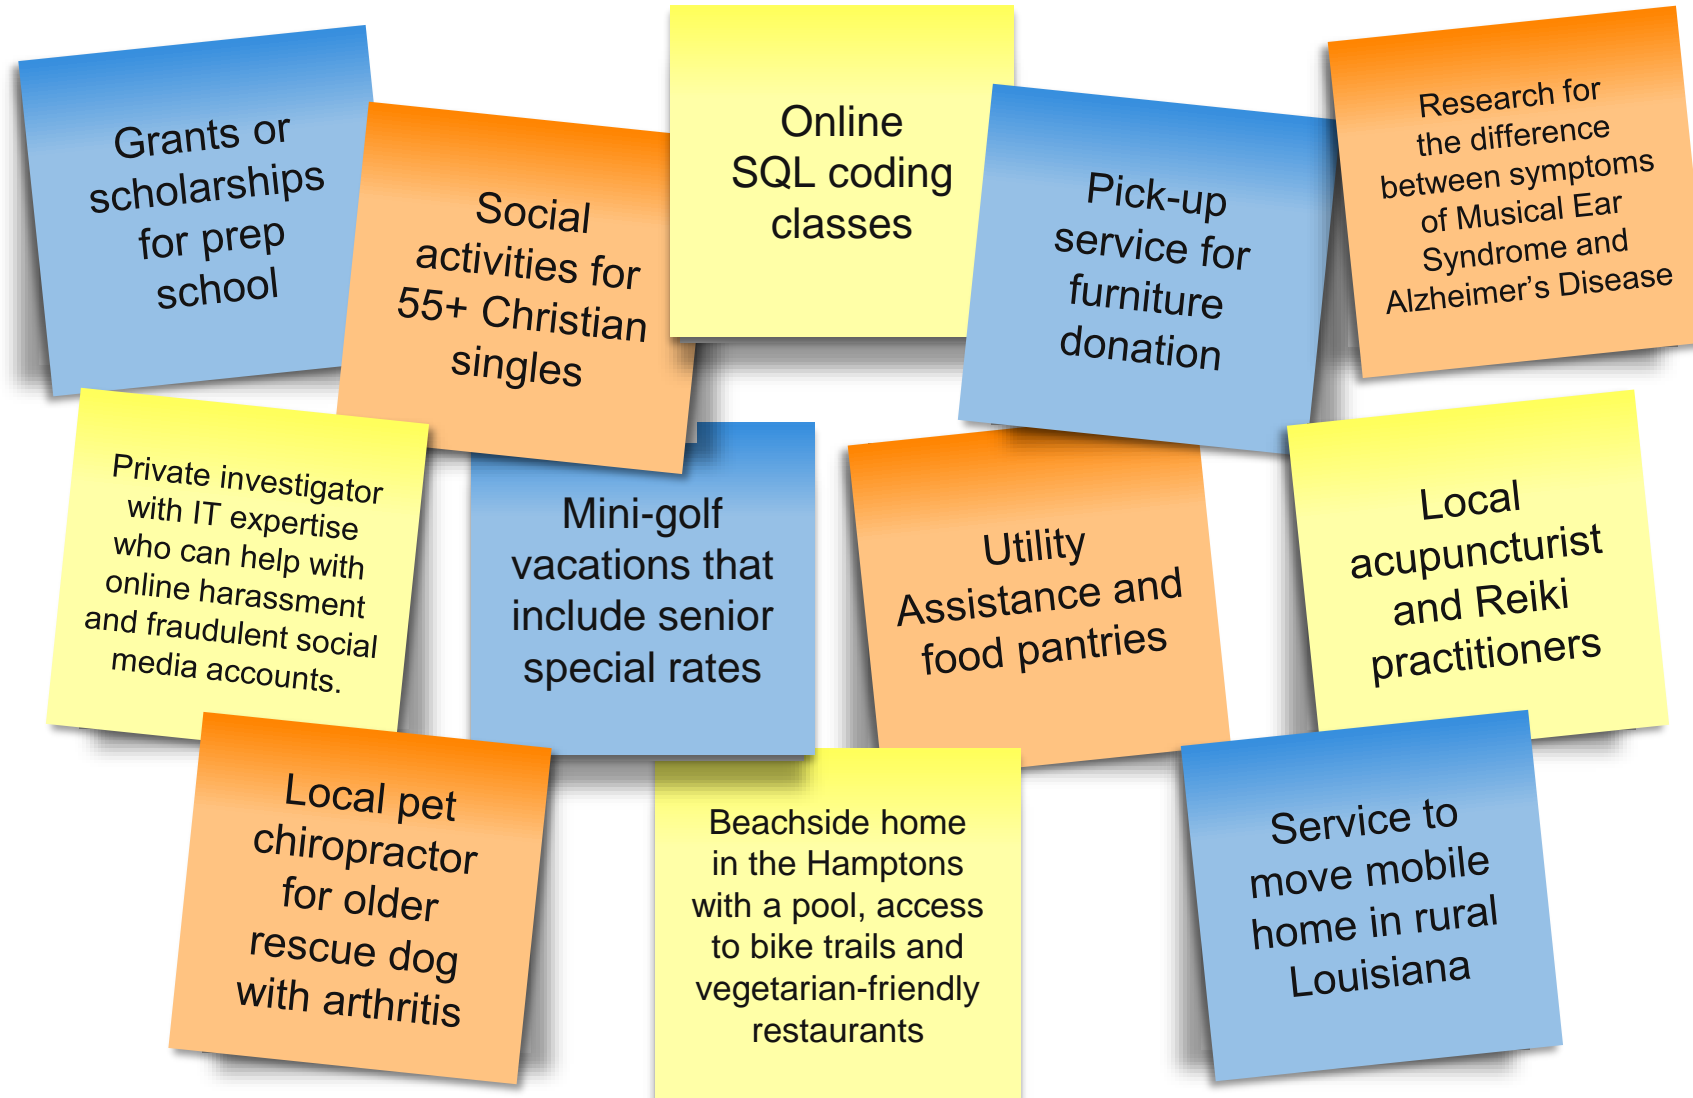 Grants or
scholarships
for prep
school
Social
activities for
55+ Christian
singles
Online
SQL coding
classes
Pick-up
service for
furniture
donation
Research for
the difference
between symptoms
of Musical Ear
Syndrome and
Alzheimer’s Disease
Private investigator
with IT expertise
who can help with
online harassment
and fraudulent social
media accounts.
Mini-golf
vacations that
include senior
special rates
Utility
Assistance and
food pantries
Local
acupuncturist
and Reiki
practitioners
Local pet
chiropractor
for older
rescue dog
with arthritis
Beachside home
in the Hamptons
with a pool, access
to bike trails and
vegetarian-friendly
restaurants
Service to
move mobile
home in rural
Louisiana